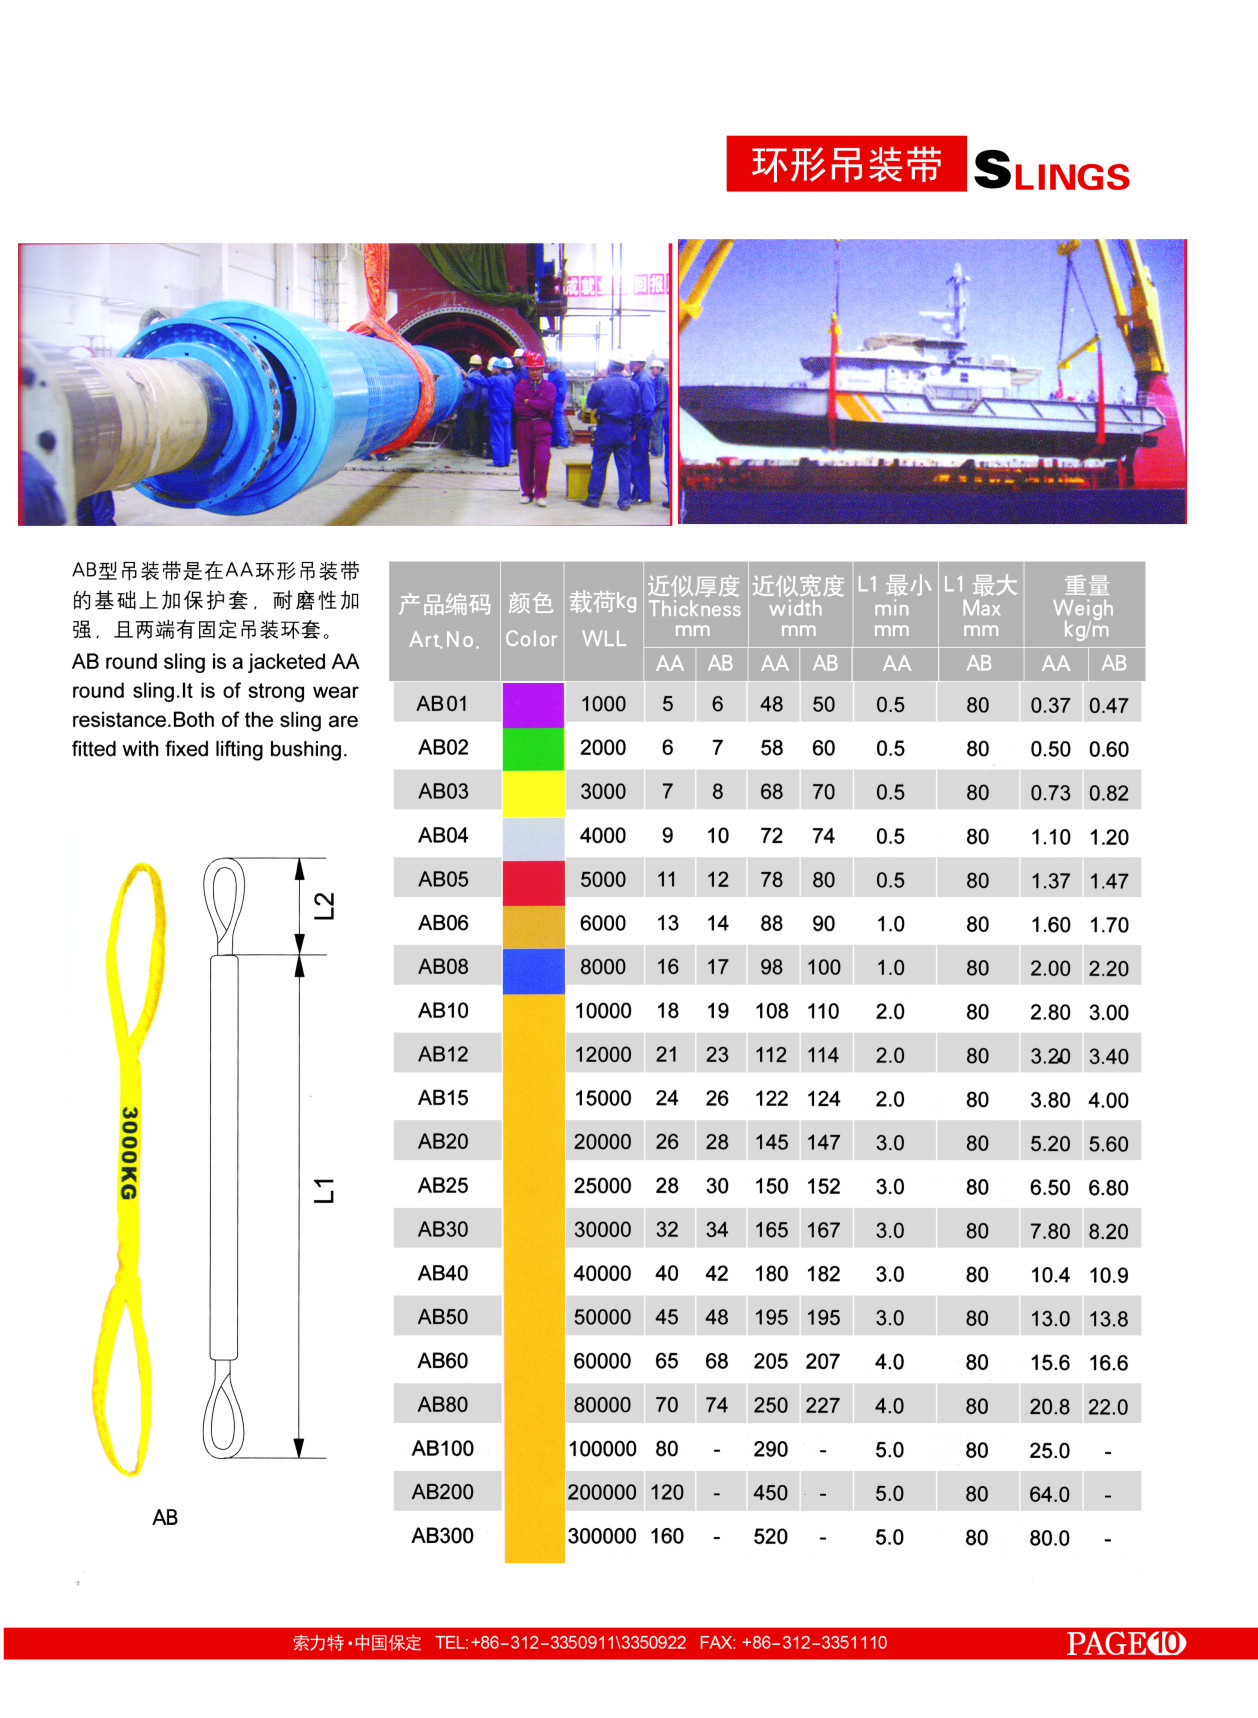 环形吊装带 SLINGS
AB型吊装带是在AA环形吊装带
的基础上加保护套，耐磨性加
强，且两端有固定吊装环套。
AB round sling is a jacketed AA
round sling.It is of strong wear
resistance.Both of the sling are
fitted with fixed lifting bushing.
L2
L1
3000KG
AB
产品编码 颜色 载荷kg 近似厚度 近似宽度 L1 最小 L1 最大 重量
Art.No. Color WLL Thickness mm width mm min mm Max mm Weigh kg/m
AA AB AA AB AA AB AA AB
AB01 1000 5 6 48 50 0.5 80 0.37 0.47
AB02 2000 6 7 58 60 0.5 80 0.50 0.60
AB03 3000 7 8 68 70 0.5 80 0.73 0.82
AB04 4000 9 10 72 74 0.5 80 1.10 1.20
AB05 5000 11 12 78 80 0.5 80 1.37 1.47
AB06 6000 13 14 88 90 1.0 80 1.60 1.70
AB08 8000 16 17 98 100 1.0 80 2.00 2.20
AB10 10000 18 19 108 110 2.0 80 2.80 3.00
AB12 12000 21 23 112 114 2.0 80 3.20 3.40
AB15 15000 24 26 122 124 2.0 80 3.80 4.00
AB20 20000 26 28 145 147 3.0 80 5.20 5.60
AB25 25000 28 30 150 152 3.0 80 6.50 6.80
AB30 30000 32 34 165 167 3.0 80 7.80 8.20
AB40 40000 40 42 180 182 3.0 80 10.4 10.9
AB50 50000 45 48 195 195 3.0 80 13.0 13.8
AB60 60000 65 68 205 207 4.0 80 15.6 16.6
AB80 80000 70 74 250 227 4.0 80 20.8 22.0
AB100 100000 80 - 290 - 5.0 80 25.0 -
AB200 200000 120 - 450 - 5.0 80 64.0 -
AB300 300000 160 - 520 - 5.0 80 80.0 -
索力特·中国保定 TEL:+86-312-3350911\3350922 FAX: +86-312-3351110
PAGE 10